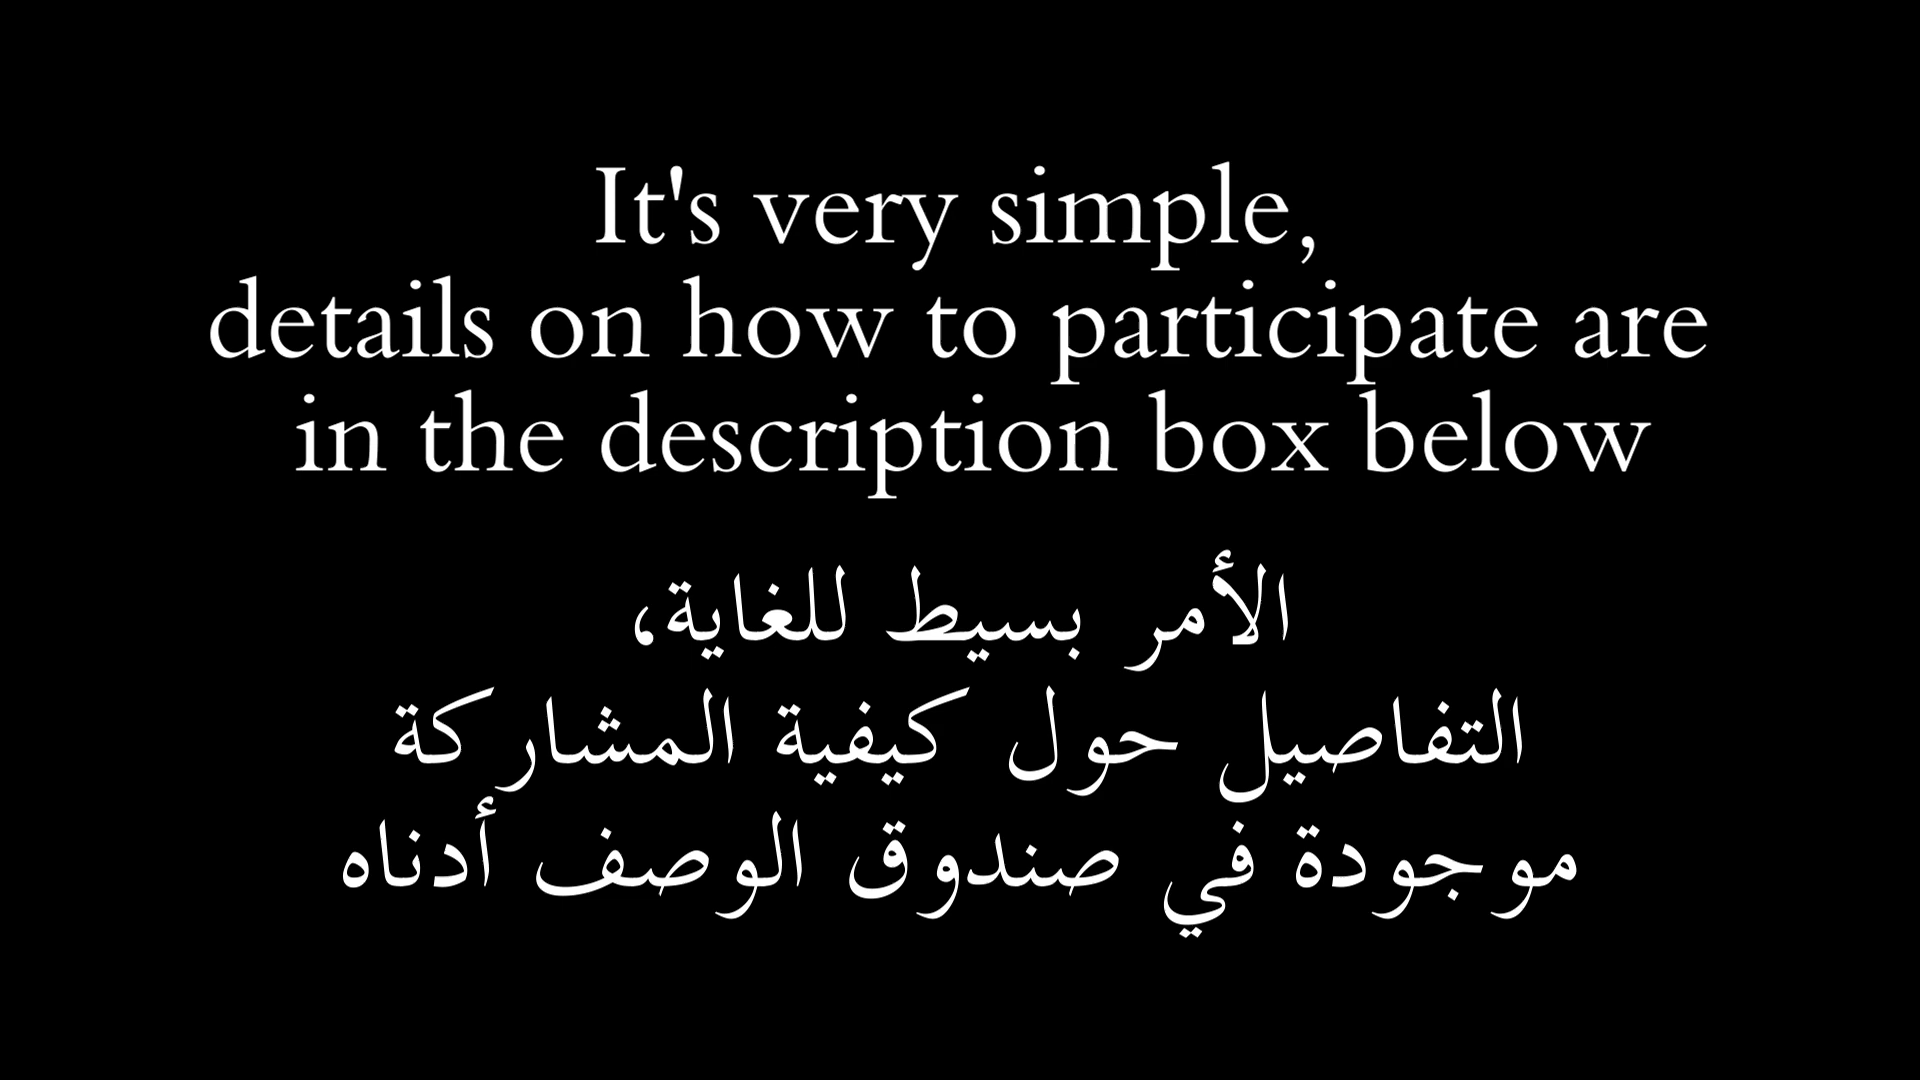 It's very simple,
details on how to participate are
in the description box below
الأمر بسيط للغاية،
التفاصيل حول كيفية المشاركة
موجودة في صندوق الوصف أدناه